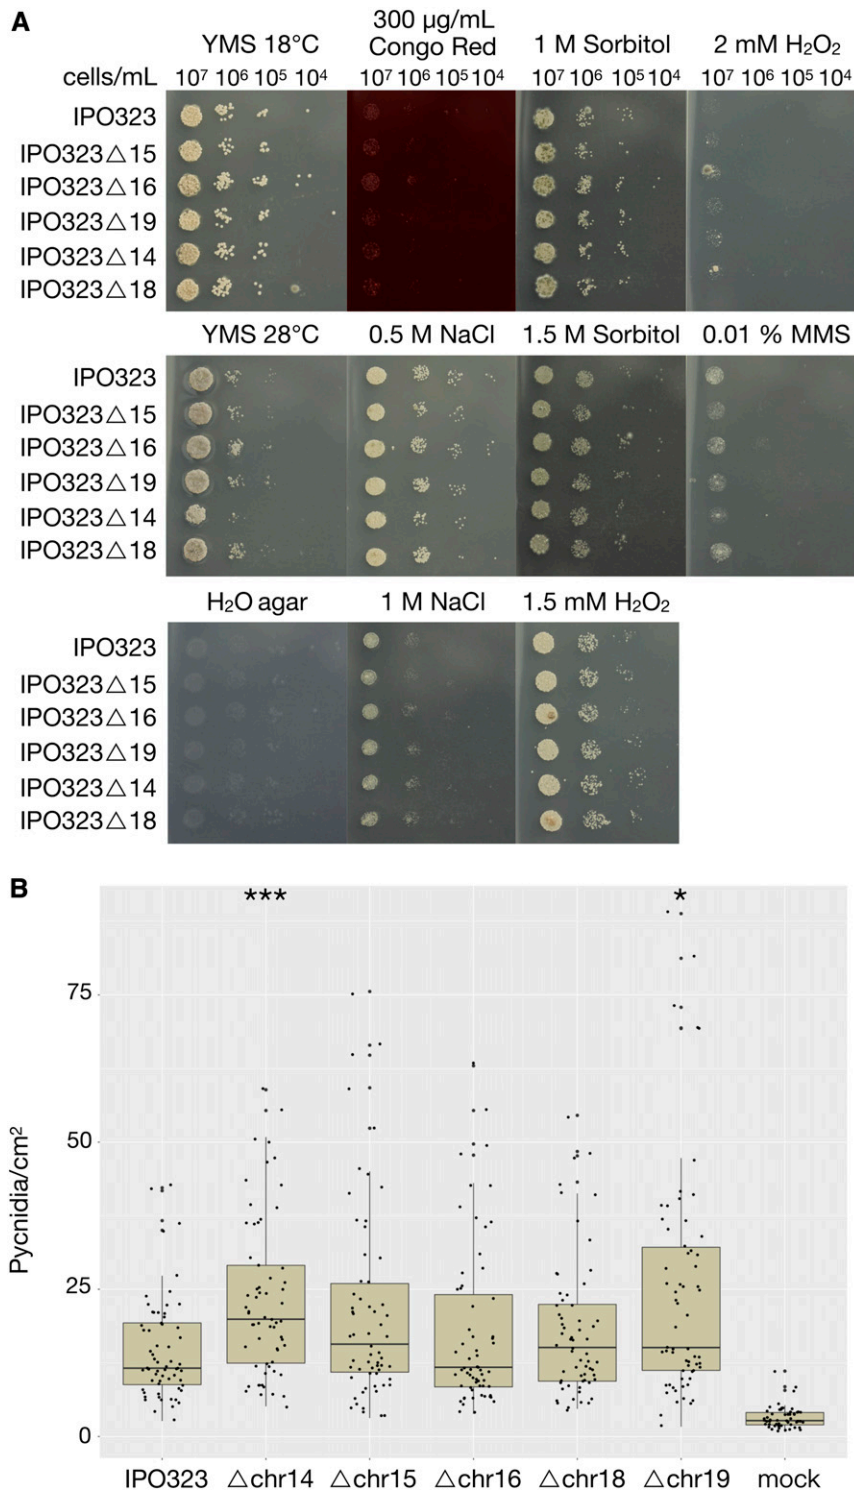 A
YMS 18°C
300 µg/mL
Congo Red
1 M Sorbitol
2 mM H₂O₂
cells/mL
10⁷ 10⁶ 10⁵ 10⁴
10⁷ 10⁶ 10⁵ 10⁴
10⁷ 10⁶ 10⁵ 10⁴
10⁷ 10⁶ 10⁵ 10⁴
IPO323
IPO323△15
IPO323△16
IPO323△19
IPO323△14
IPO323△18
YMS 28°C
0.5 M NaCl
1.5 M Sorbitol
0.01 % MMS
IPO323
IPO323△15
IPO323△16
IPO323△19
IPO323△14
IPO323△18
H₂O agar
1 M NaCl
1.5 mM H₂O₂
IPO323
IPO323△15
IPO323△16
IPO323△19
IPO323△14
IPO323△18
B
***
*
75
50
25
0
Pycnidia/cm²
IPO323
△chr14
△chr15
△chr16
△chr18
△chr19
mock